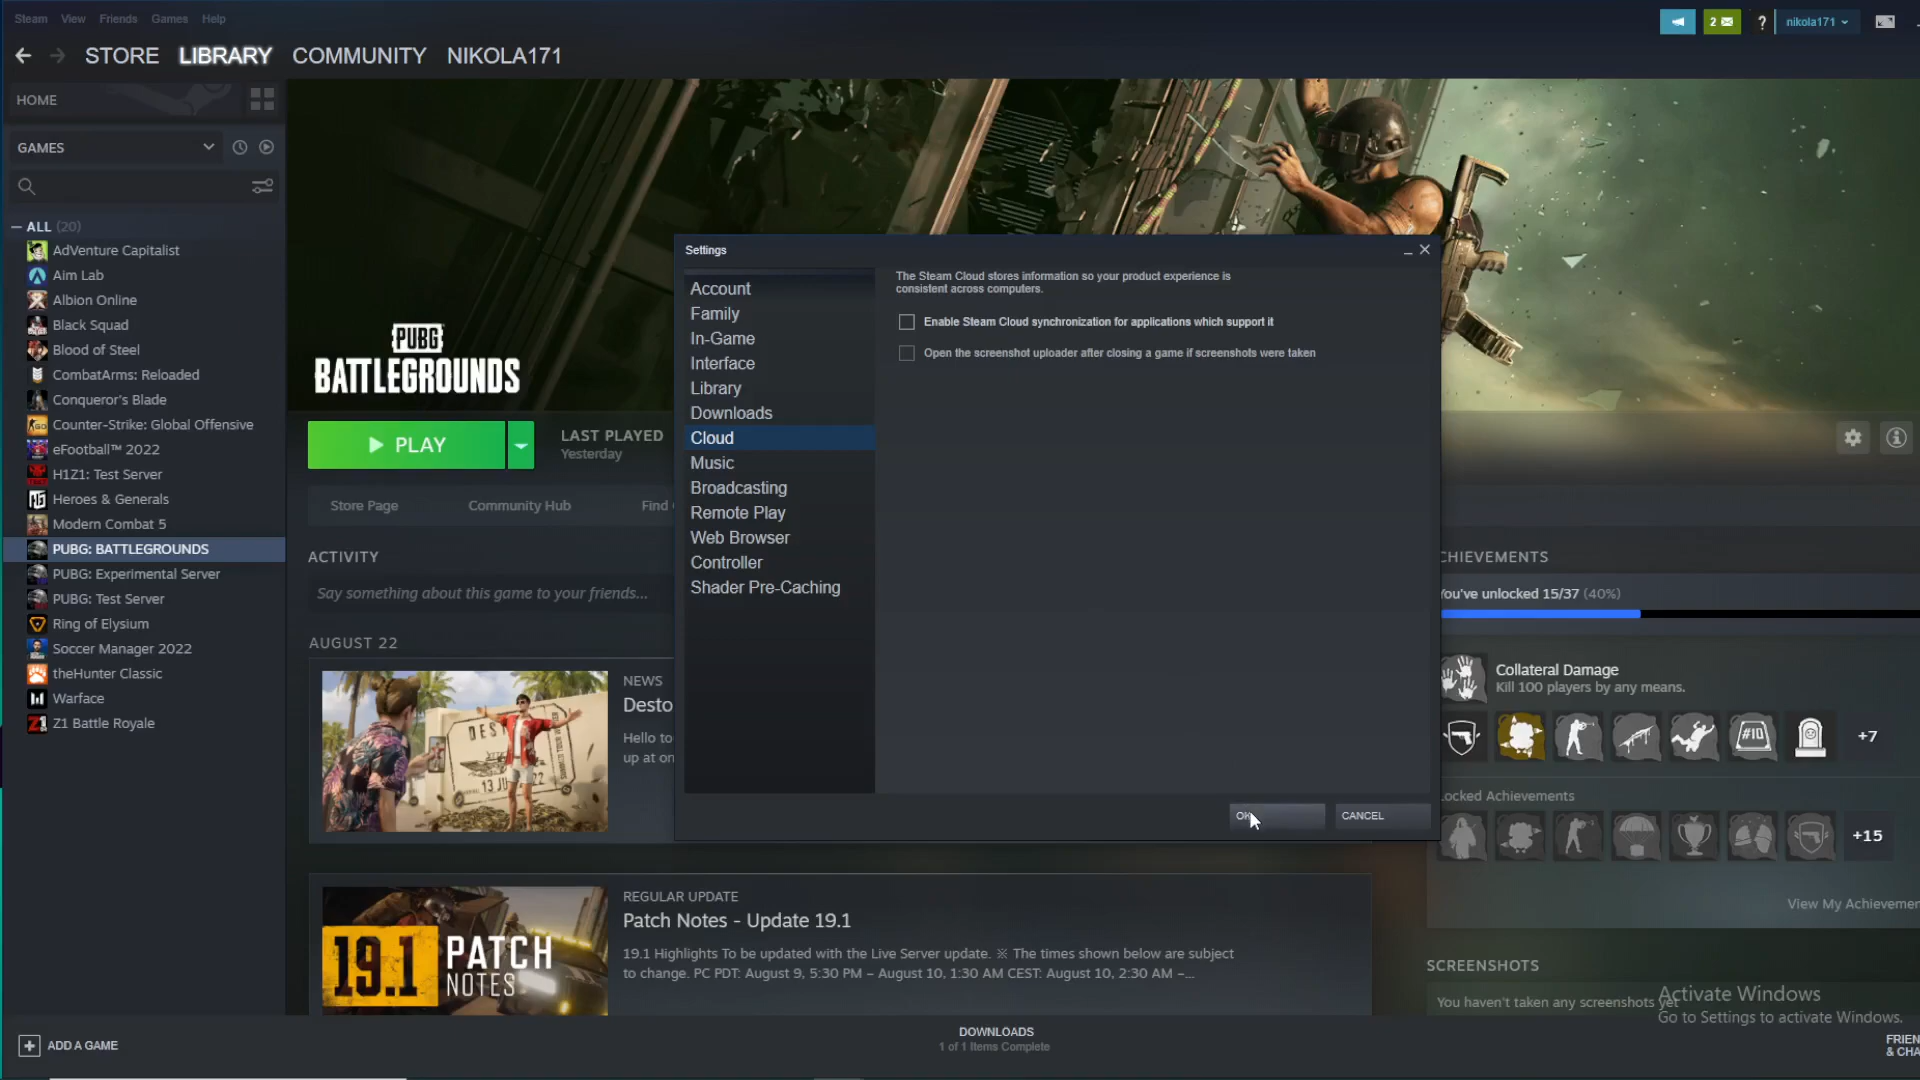 Steam View Friends Games Help
2
?
nikola171
STORE LIBRARY COMMUNITY NIKOLA171
HOME
GAMES
ALL (20)
AdVenture Capitalist
Aim Lab
Albion Online
Black Squad
Blood of Steel
CombatArms: Reloaded
Conqueror's Blade
Counter-Strike: Global Offensive
eFootball™ 2022
H1Z1: Test Server
Heroes & Generals
Modern Combat 5
PUBG: BATTLEGROUNDS
PUBG: Experimental Server
PUBG: Test Server
Ring of Elysium
Soccer Manager 2022
theHunter Classic
Warface
Z1 Battle Royale
ADD A GAME
PUBG
BATTLEGROUNDS
PLAY
LAST PLAYED
Yesterday
Store Page Community Hub Find
ACTIVITY
Say something about this game to your friends...
AUGUST 22
NEWS
Desto
Hello to
up at on
REGULAR UPDATE
Patch Notes - Update 19.1
19.1 Highlights To be updated with the Live Server update. ※ The times shown below are subject
to change. PC PDT: August 9, 5:30 PM – August 10, 1:30 AM CEST: August 10, 2:30 AM –...
19.1 PATCH
NOTES
Settings
Account
Family
In-Game
Interface
Library
Downloads
Cloud
Music
Broadcasting
Remote Play
Web Browser
Controller
Shader Pre-Caching
The Steam Cloud stores information so your product experience is
consistent across computers.
Enable Steam Cloud synchronization for applications which support it
Open the screenshot uploader after closing a game if screenshots were taken
OK
CANCEL
CHIEVEMENTS
You've unlocked 15/37 (40%)
Collateral Damage
Kill 100 players by any means.
#10
+7
ocked Achievements
+15
View My Achievemen
SCREENSHOTS
You haven't taken any screenshots yet
Activate Windows
Go to Settings to activate Windows.
DOWNLOADS
1 of 1 Items Complete
FRIEN
& CHA